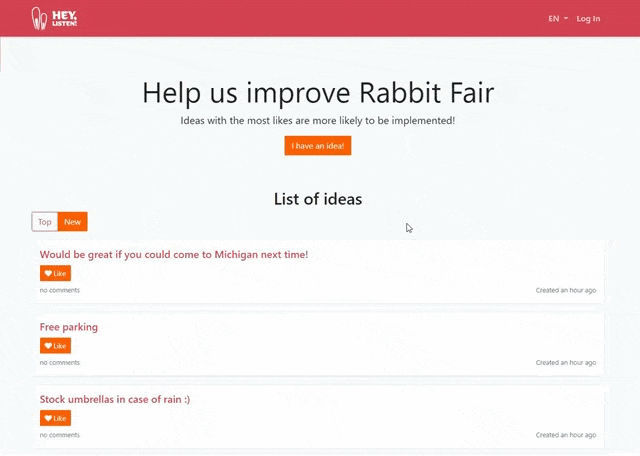 HEY,
LISTEN!
EN
Log In
Help us improve Rabbit Fair
Ideas with the most likes are more likely to be implemented!
I have an idea!
List of ideas
Top New
Would be great if you could come to Michigan next time!
Like
no comments Created an hour ago
Free parking
Like
no comments Created an hour ago
Stock umbrellas in case of rain :)
Like
no comments Created an hour ago